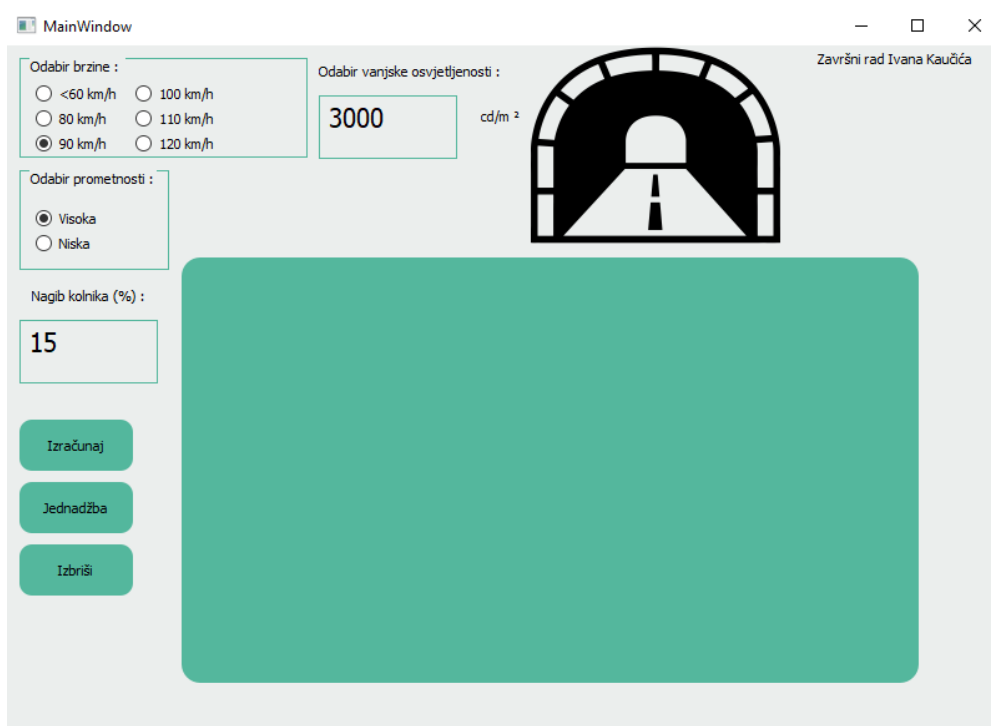 MainWindow
Završni rad Ivana Kaučića
Odabir brzine :
<60 km/h 100 km/h
80 km/h 110 km/h
90 km/h 120 km/h
Odabir vanjske osvjetljenosti :
3000 cd/m ²
Odabir prometnosti :
Visoka
Niska
Nagib kolnika (%) :
15
Izračunaj
Jednadžba
Izbriši